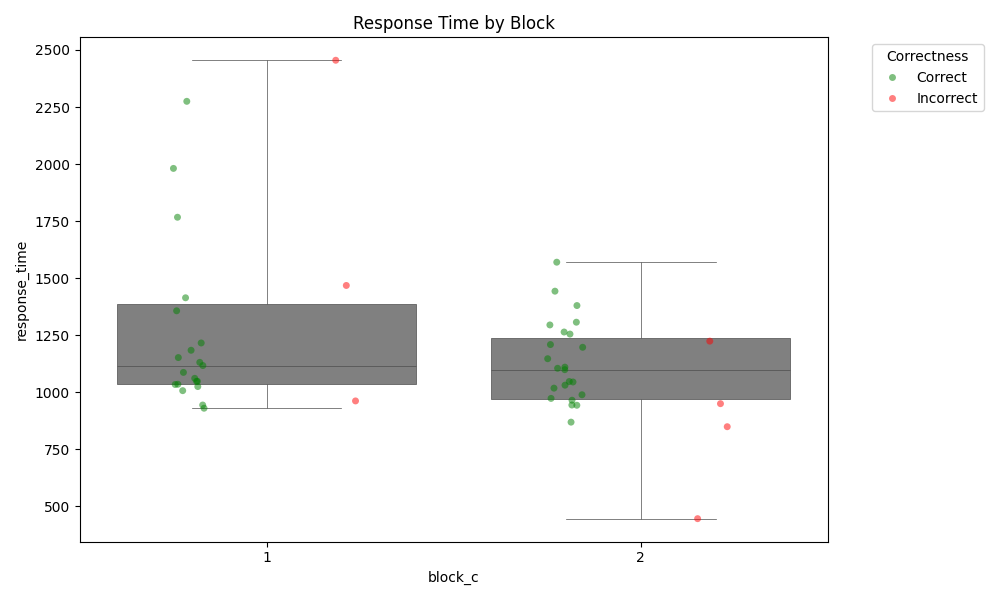 Response Time by Block
Correctness
Correct
Incorrect
2500
2250
2000
1750
1500
1250
1000
750
500
response_time
1
2
block_c